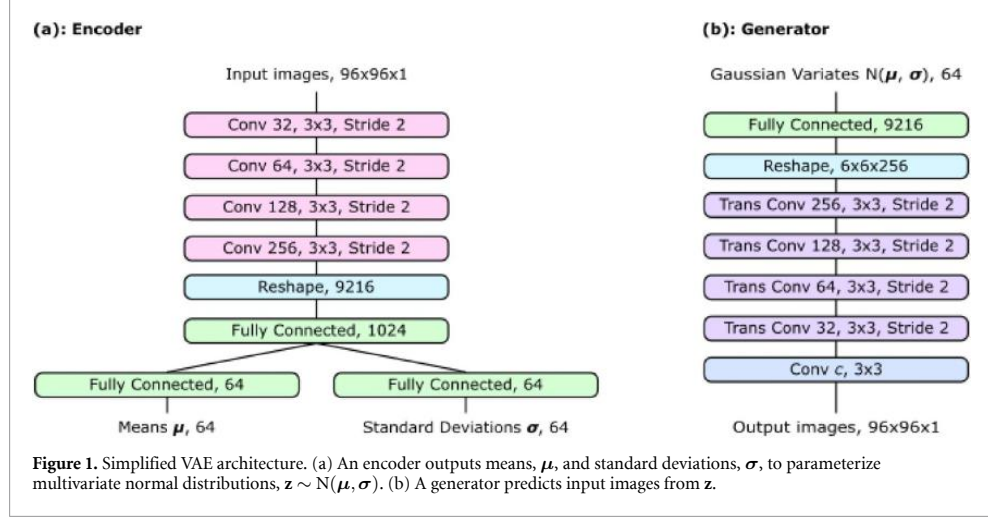 (a): Encoder
Input images, 96x96x1
Conv 32, 3x3, Stride 2
Conv 64, 3x3, Stride 2
Conv 128, 3x3, Stride 2
Conv 256, 3x3, Stride 2
Reshape, 9216
Fully Connected, 1024
Fully Connected, 64
Fully Connected, 64
Means μ, 64
Standard Deviations σ, 64
(b): Generator
Gaussian Variates N(μ, σ), 64
Fully Connected, 9216
Reshape, 6x6x256
Trans Conv 256, 3x3, Stride 2
Trans Conv 128, 3x3, Stride 2
Trans Conv 64, 3x3, Stride 2
Trans Conv 32, 3x3, Stride 2
Conv c, 3x3
Output images, 96x96x1
Figure 1. Simplified VAE architecture. (a) An encoder outputs means, μ, and standard deviations, σ, to parameterize
multivariate normal distributions, z ∼ N(μ,σ). (b) A generator predicts input images from z.